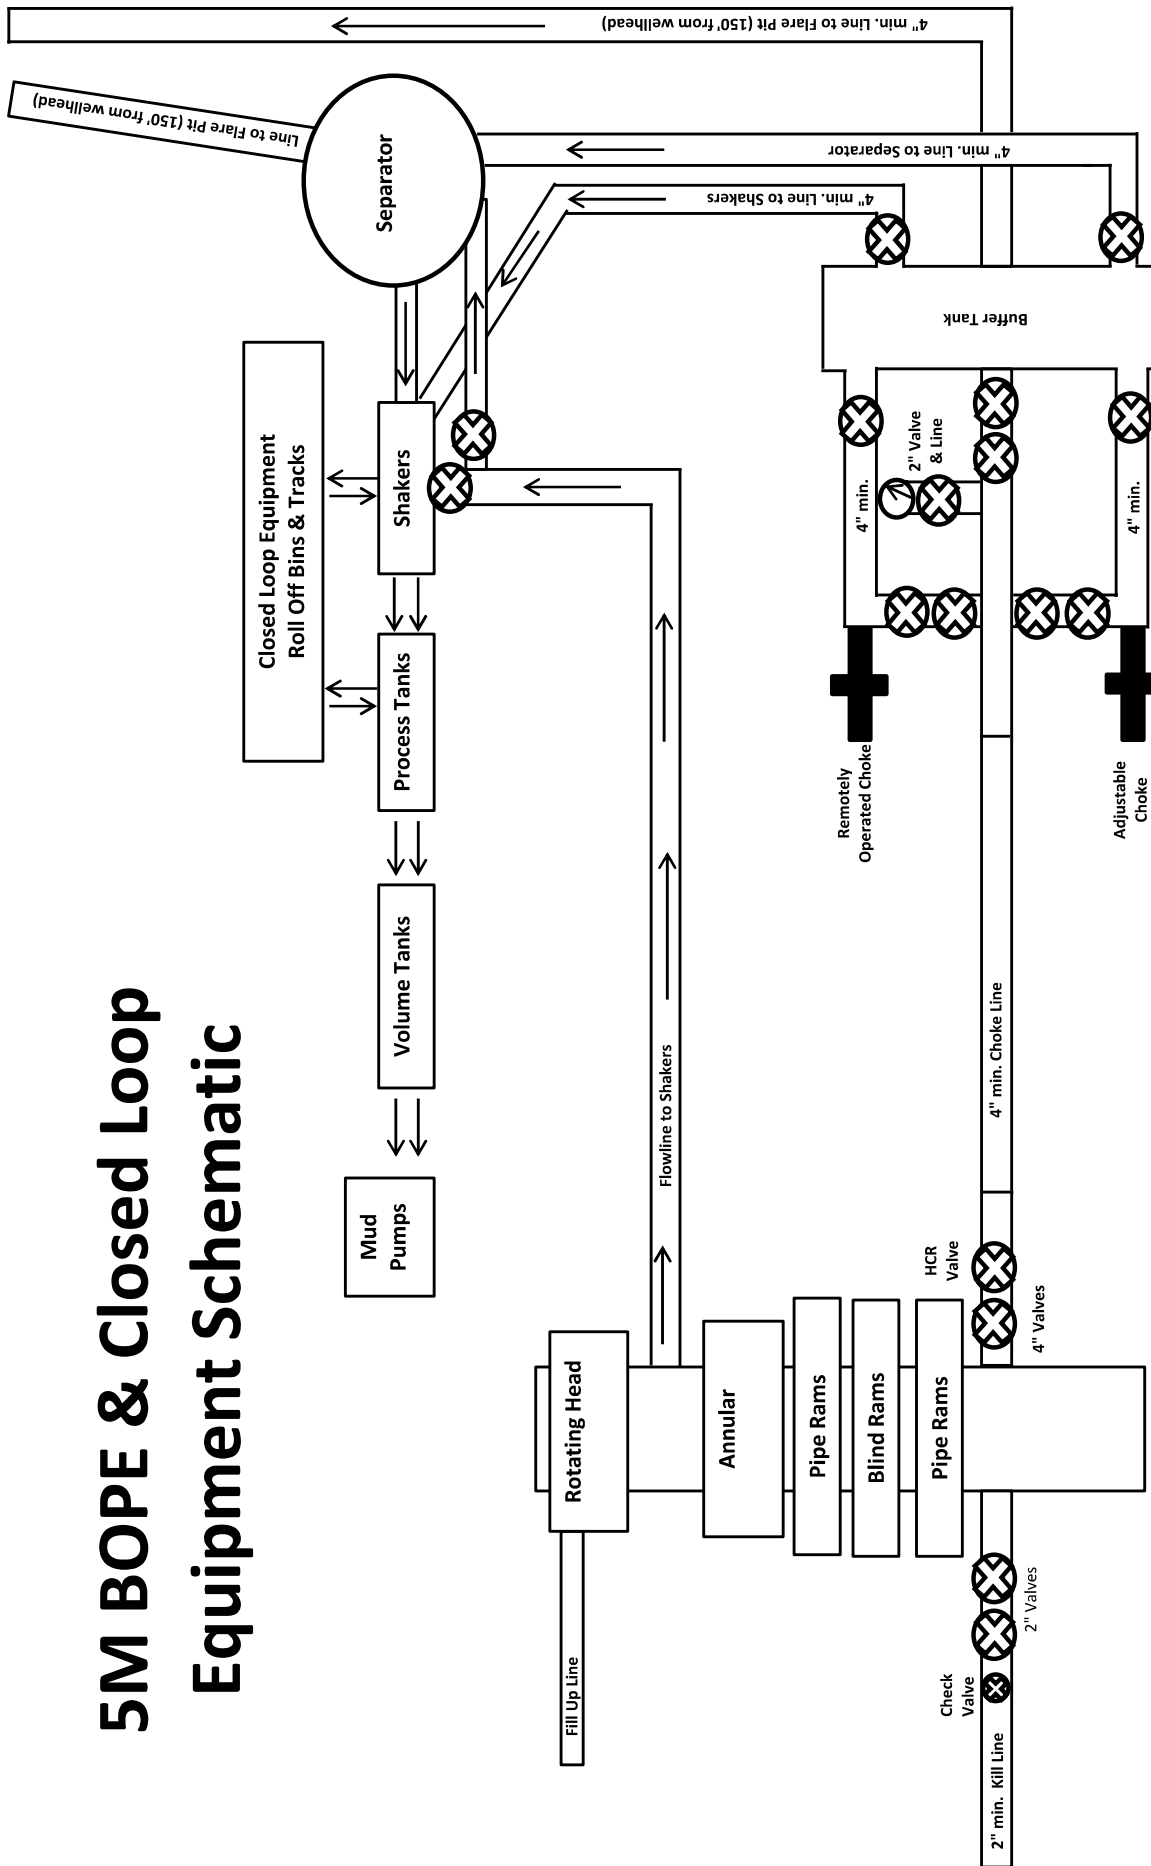 5M BOPE & Closed Loop
Equipment Schematic
Closed Loop Equipment
Roll Off Bins & Tracks
Mud
Pumps
Volume Tanks
Process Tanks
Shakers
Separator
Line to Flare Pit (150' from wellhead)
4" min. Line to Flare Pit (150' from wellhead)
4" min. Line to Separator
4" min. Line to Shakers
Fill Up Line
Rotating Head
Flowline to Shakers
Annular
Pipe Rams
Blind Rams
Pipe Rams
Remotely
Operated Choke
4" min.
2" Valve
& Line
Buffer Tank
HCR
Valve
Check
Valve
2" min. Kill Line
2" Valves
4" Valves
4" min. Choke Line
Adjustable
Choke
4" min.